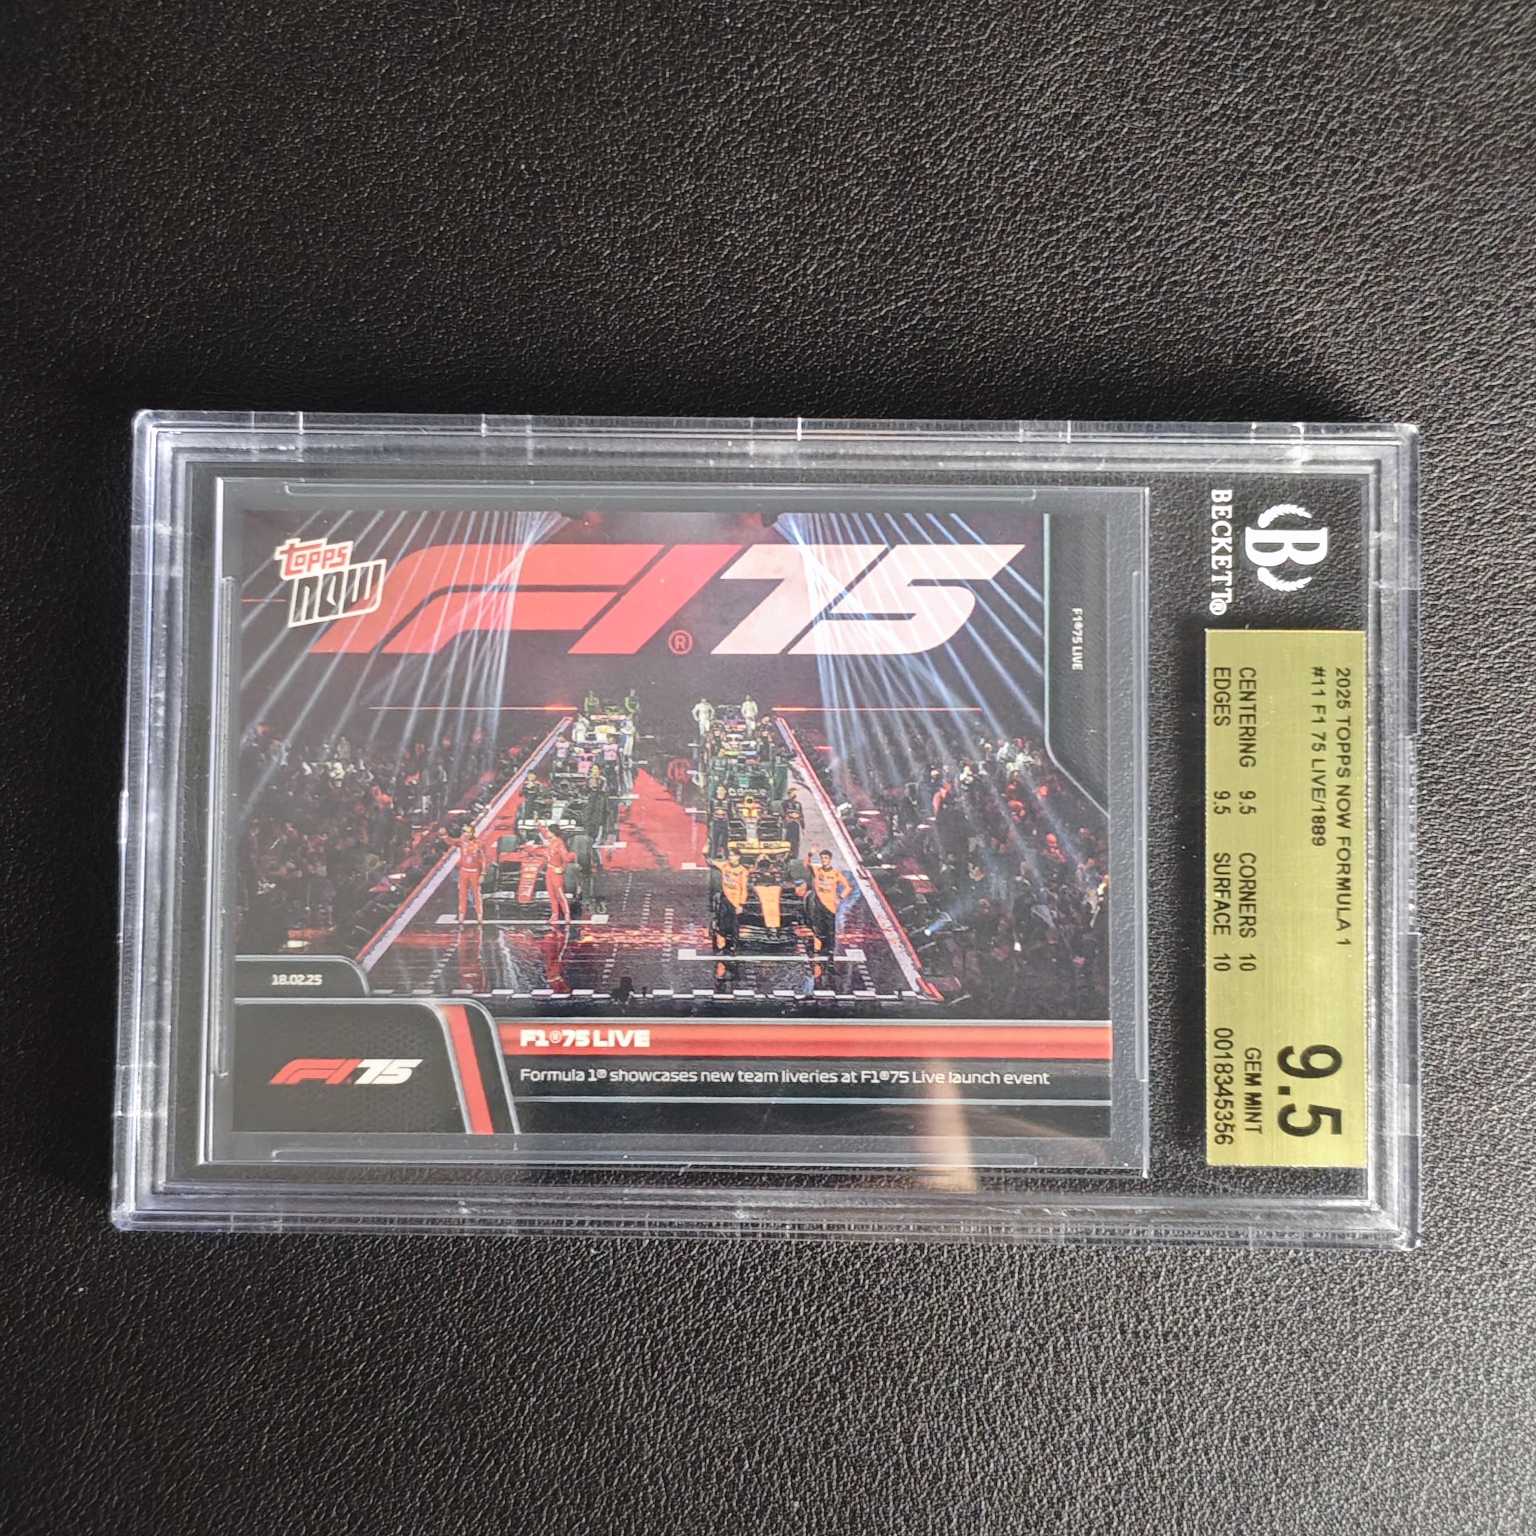 topps
NOW
F1 75
®
F1®75 LIVE
18.02.25
F1 75
F1®75 LIVE
Formula 1® showcases new team liveries at F1®75 Live launch event
B
BECKETT®
2025 TOPPS NOW FORMULA 1
#11 F1 75 LIVE/1889
CENTERING 9.5 CORNERS 10
EDGES 9.5 SURFACE 10
9.5
GEM MINT
0018345356